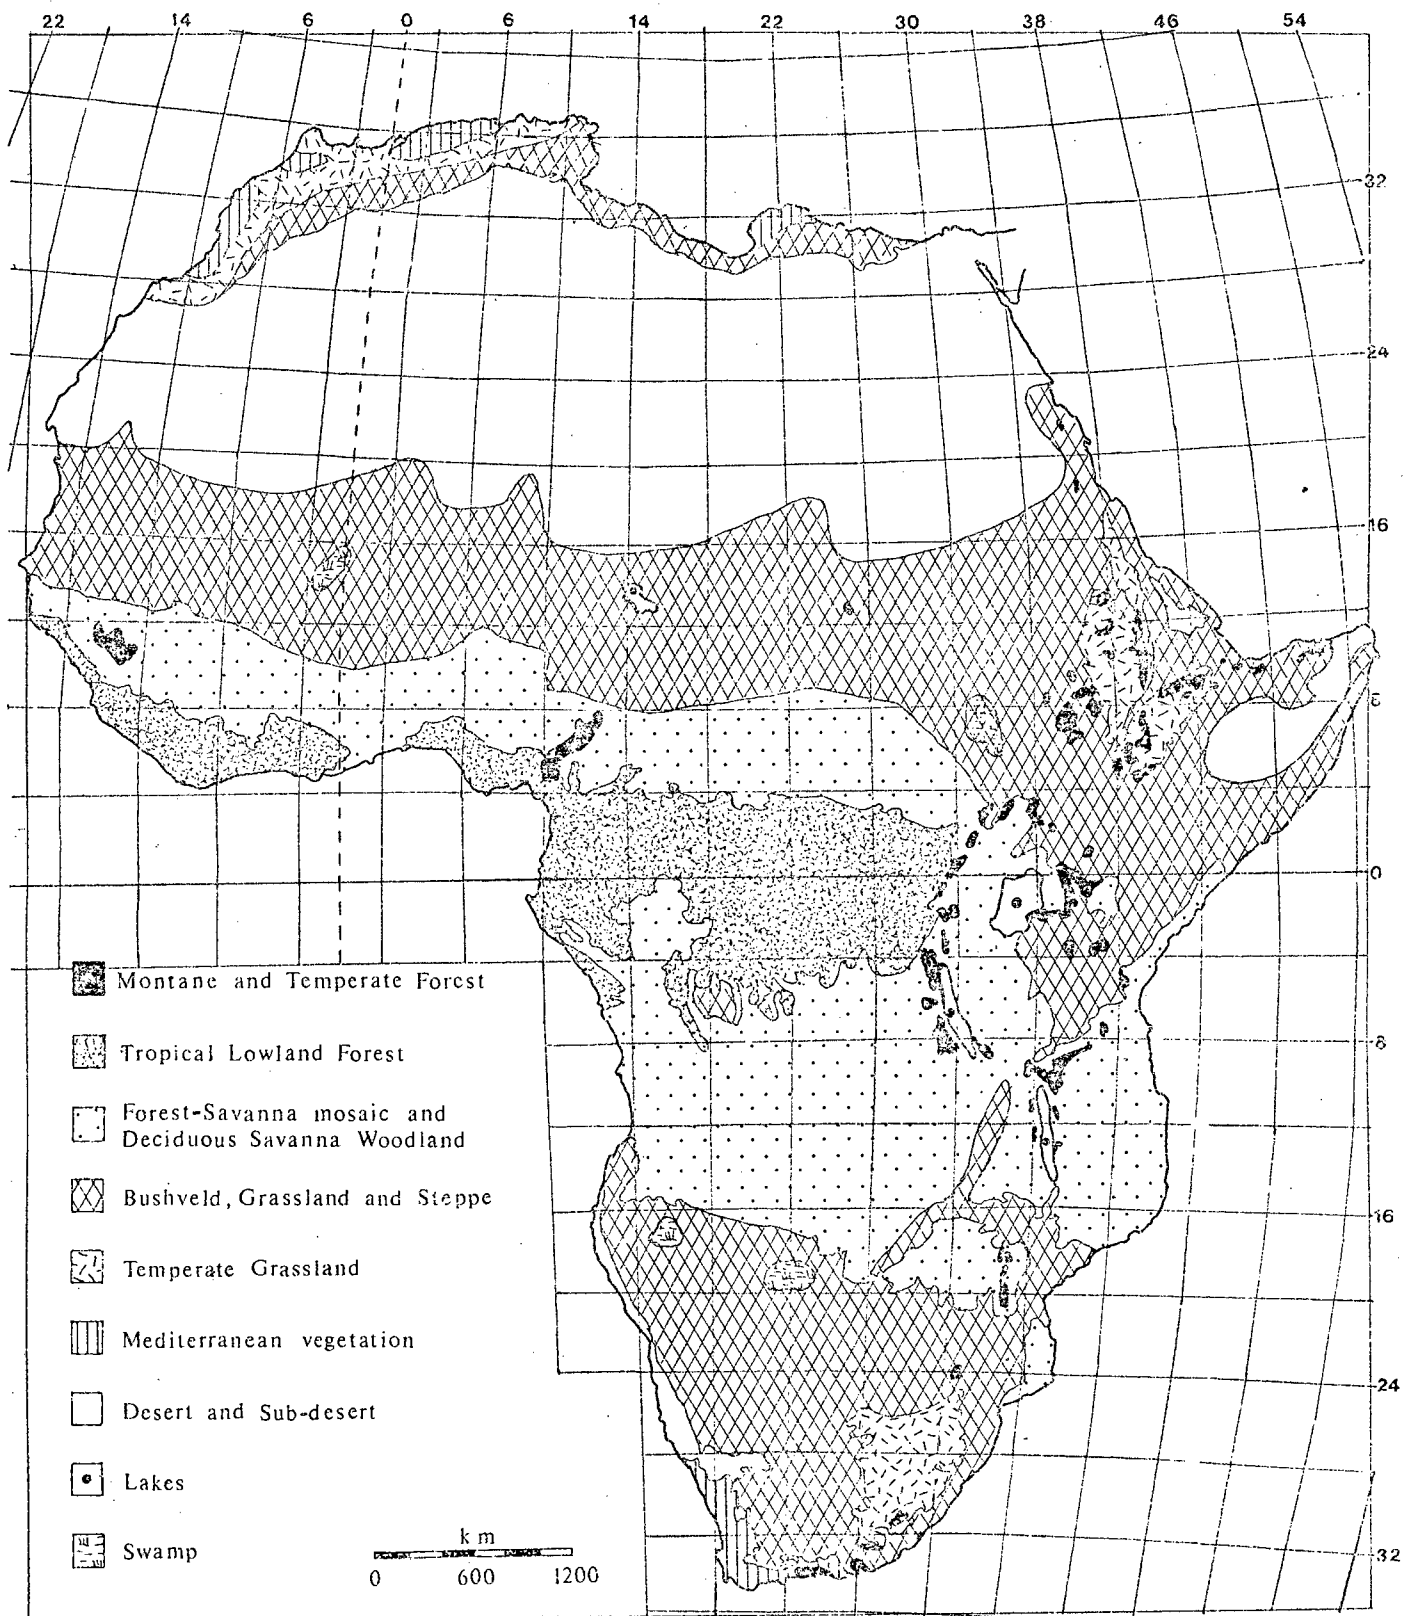 22 14 6 0 6 14 22 30 38 46 54
32
24
16
8
0
8
16
24
32
Montane and Temperate Forest
Tropical Lowland Forest
Forest-Savanna mosaic and
Deciduous Savanna Woodland
Bushveld, Grassland and Steppe
Temperate Grassland
Mediterranean vegetation
Desert and Sub-desert
Lakes
Swamp
km
0 600 1200